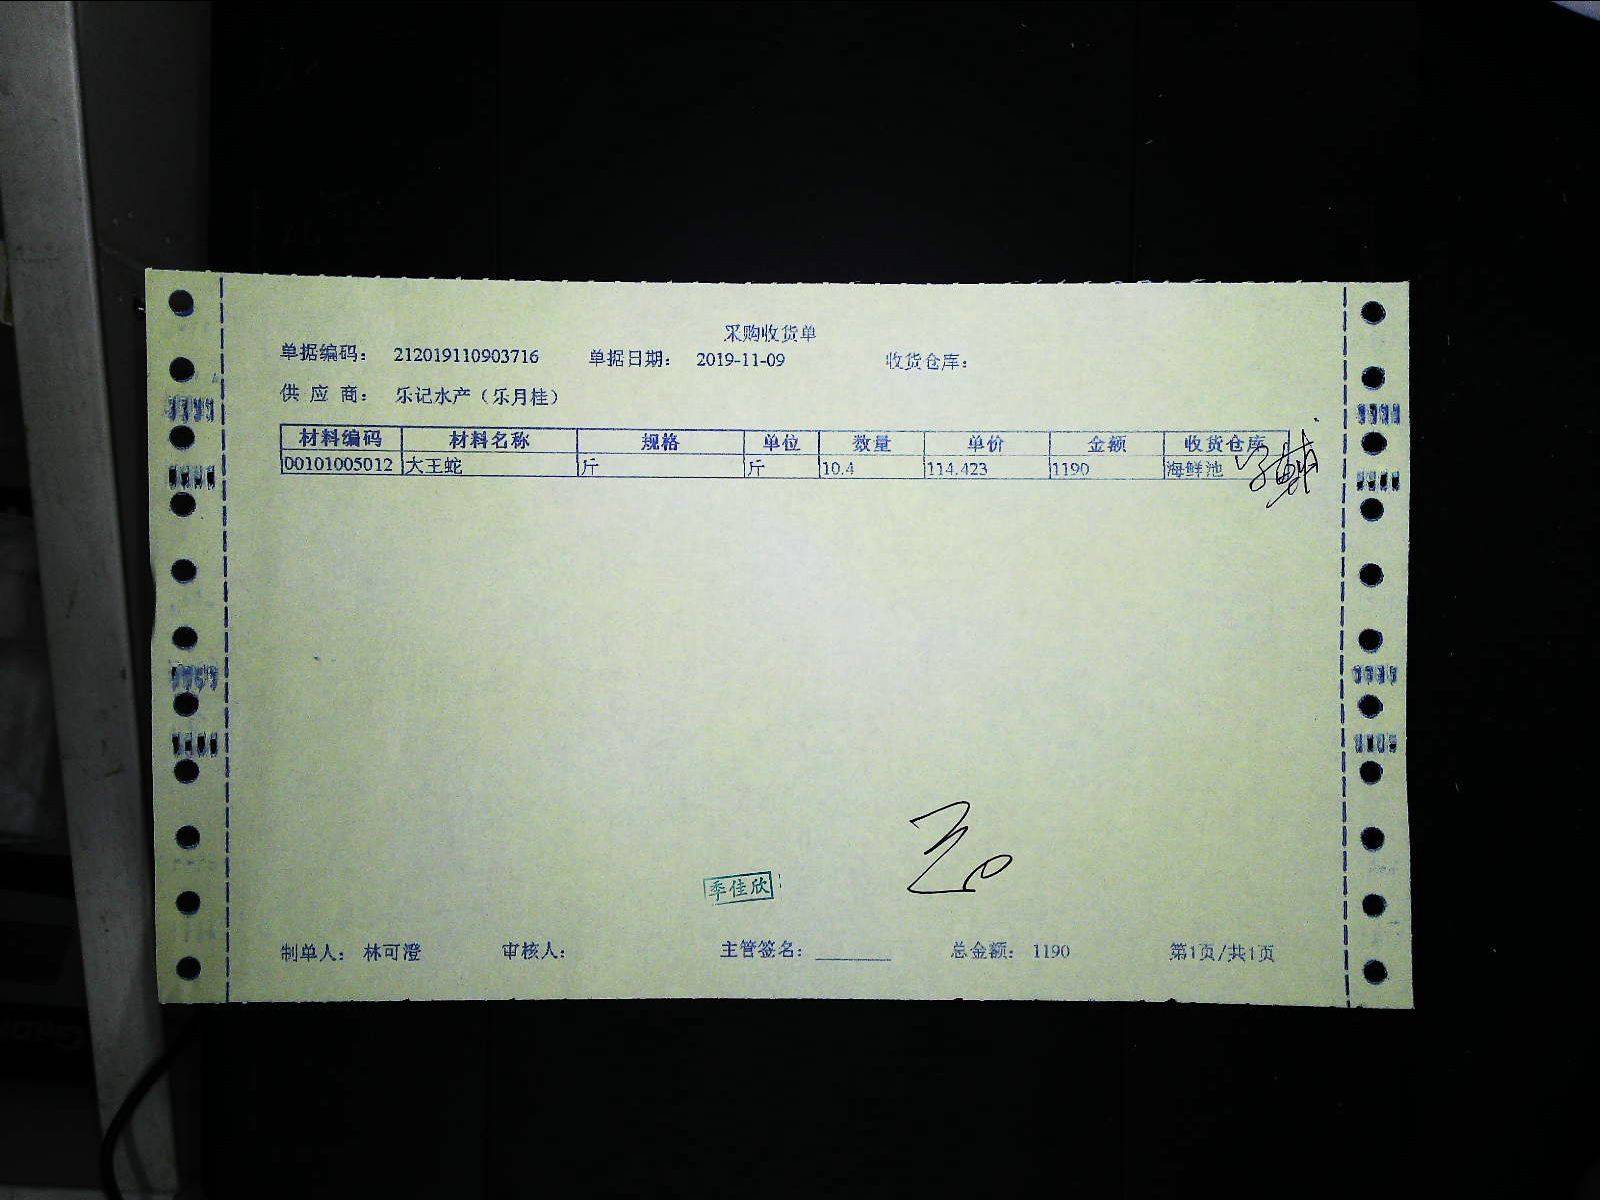 采购收货单
单据编码： 212019110903716 单据日期： 2019-11-09 收货仓库：
供 应 商： 乐记水产（乐月桂）
材料编码 材料名称 规格 单位 数量 单价 金额 收货仓库
00101005012 大王蛇 斤 斤 10.4 114.423 1190 海鲜池
季佳欣
制单人： 林可澄 审核人： 主管签名： 总金额： 1190 第1页/共1页